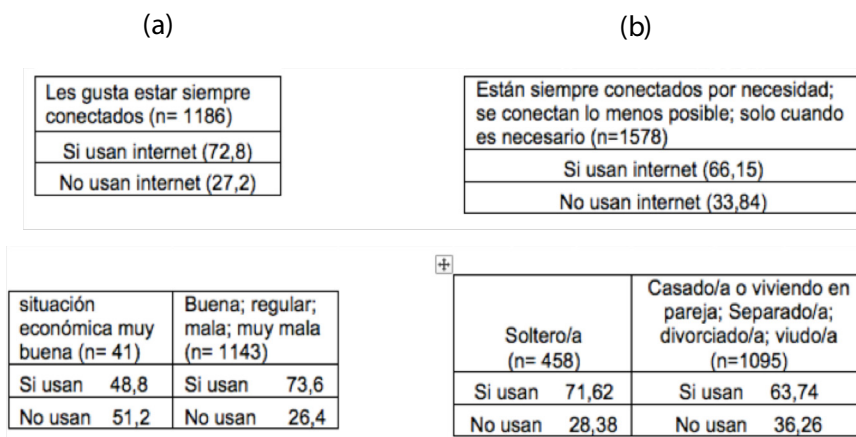 (a)
(b)
Les gusta estar siempre
conectados (n= 1186)
Si usan internet (72,8)
No usan internet (27,2)
Están siempre conectados por necesidad;
se conectan lo menos posible; solo cuando
es necesario (n=1578)
Si usan internet (66,15)
No usan internet (33,84)
situación
económica muy
buena (n= 41)
Buena; regular;
mala; muy mala
(n= 1143)
Si usan 48,8
Si usan 73,6
No usan 51,2
No usan 26,4
Soltero/a
(n= 458)
Casado/a o viviendo en
pareja; Separado/a;
divorciado/a; viudo/a
(n=1095)
Si usan 71,62
Si usan 63,74
No usan 28,38
No usan 36,26